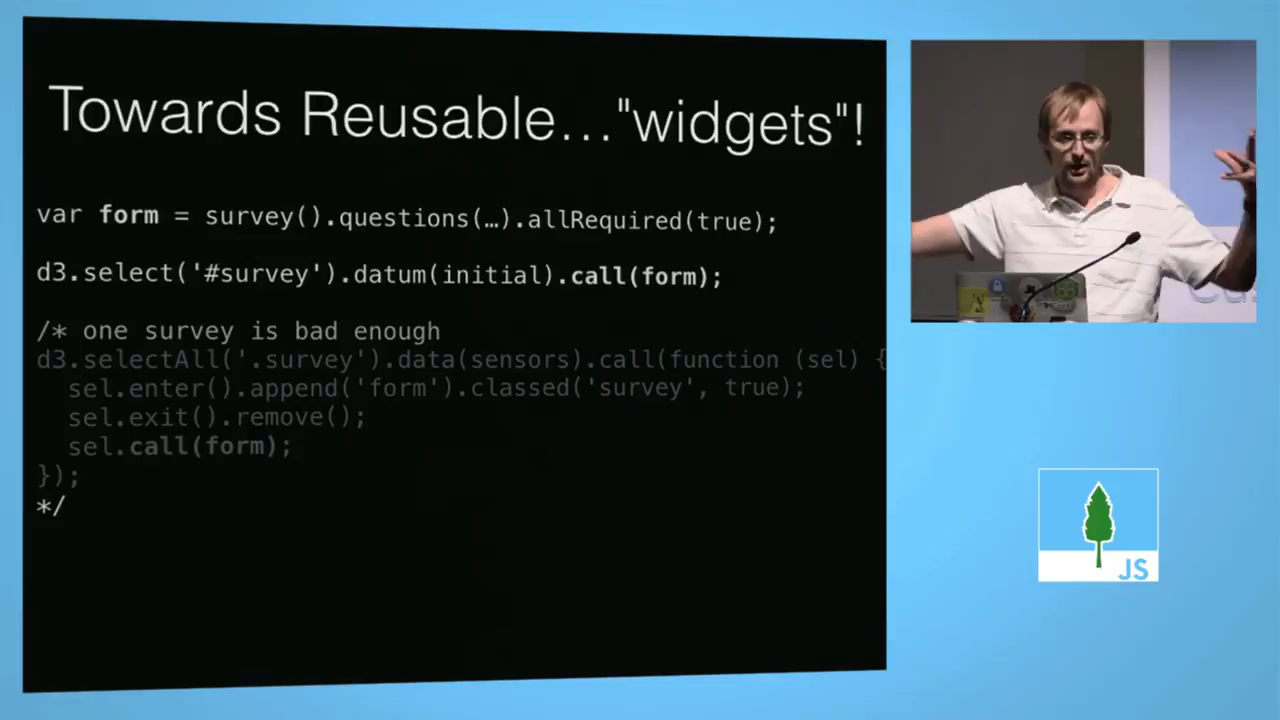 Towards Reusable…"widgets"!
var form = survey().questions(…).allRequired(true);
d3.select('#survey').datum(initial).call(form);
/* one survey is bad enough
d3.selectAll('.survey').data(sensors).call(function (sel) {
  sel.enter().append('form').classed('survey', true);
  sel.exit().remove();
  sel.call(form);
});
*/
JS